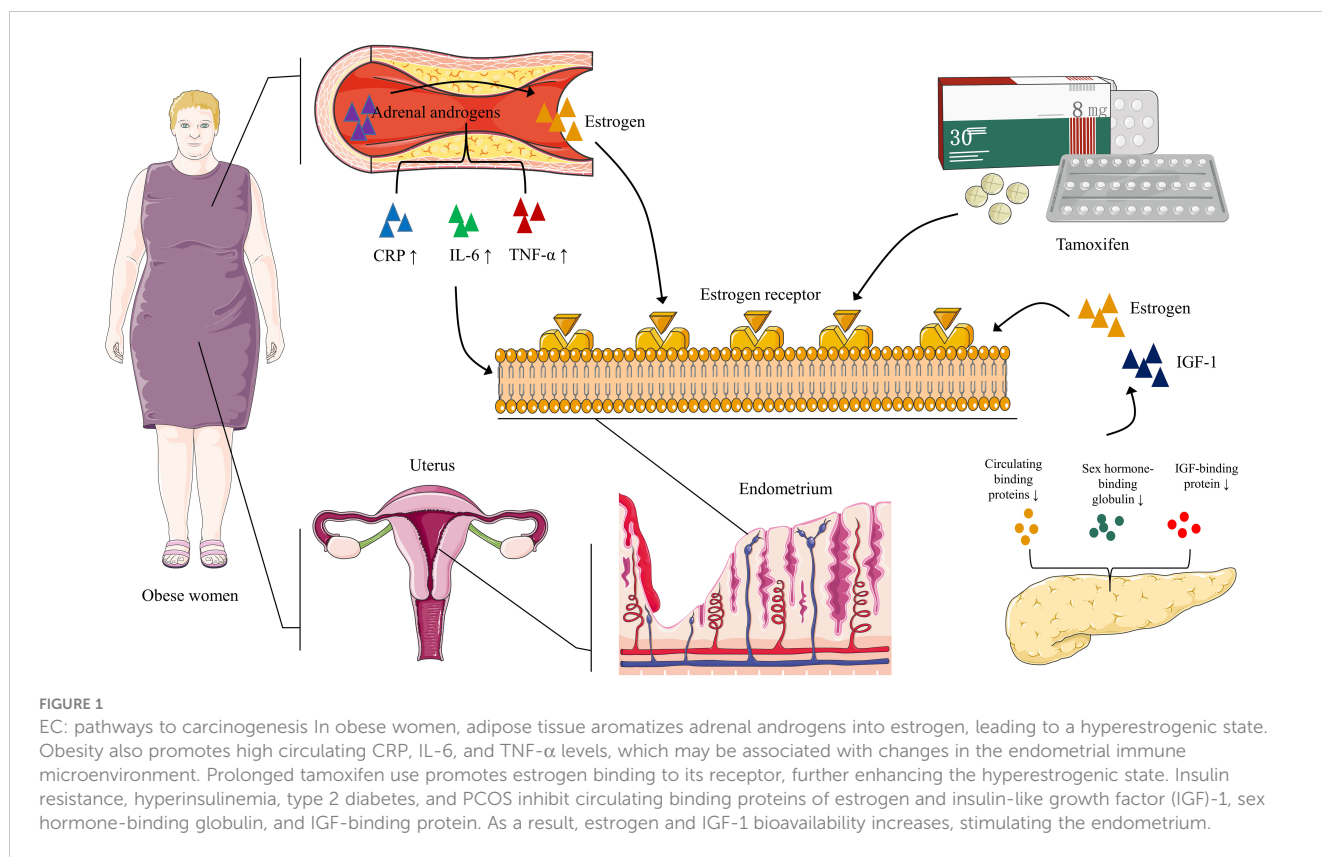 Adrenal androgens
Estrogen
CRP ↑
IL-6 ↑
TNF-α ↑
8 mg
30
Tamoxifen
Estrogen receptor
Estrogen
IGF-1
Uterus
Endometrium
Circulating
binding
proteins ↓
Sex hormone-
binding
globulin ↓
IGF-binding
protein ↓
Obese women
FIGURE 1
EC: pathways to carcinogenesis In obese women, adipose tissue aromatizes adrenal androgens into estrogen, leading to a hyperestrogenic state.
Obesity also promotes high circulating CRP, IL-6, and TNF-α levels, which may be associated with changes in the endometrial immune
microenvironment. Prolonged tamoxifen use promotes estrogen binding to its receptor, further enhancing the hyperestrogenic state. Insulin
resistance, hyperinsulinemia, type 2 diabetes, and PCOS inhibit circulating binding proteins of estrogen and insulin-like growth factor (IGF)-1, sex
hormone-binding globulin, and IGF-binding protein. As a result, estrogen and IGF-1 bioavailability increases, stimulating the endometrium.